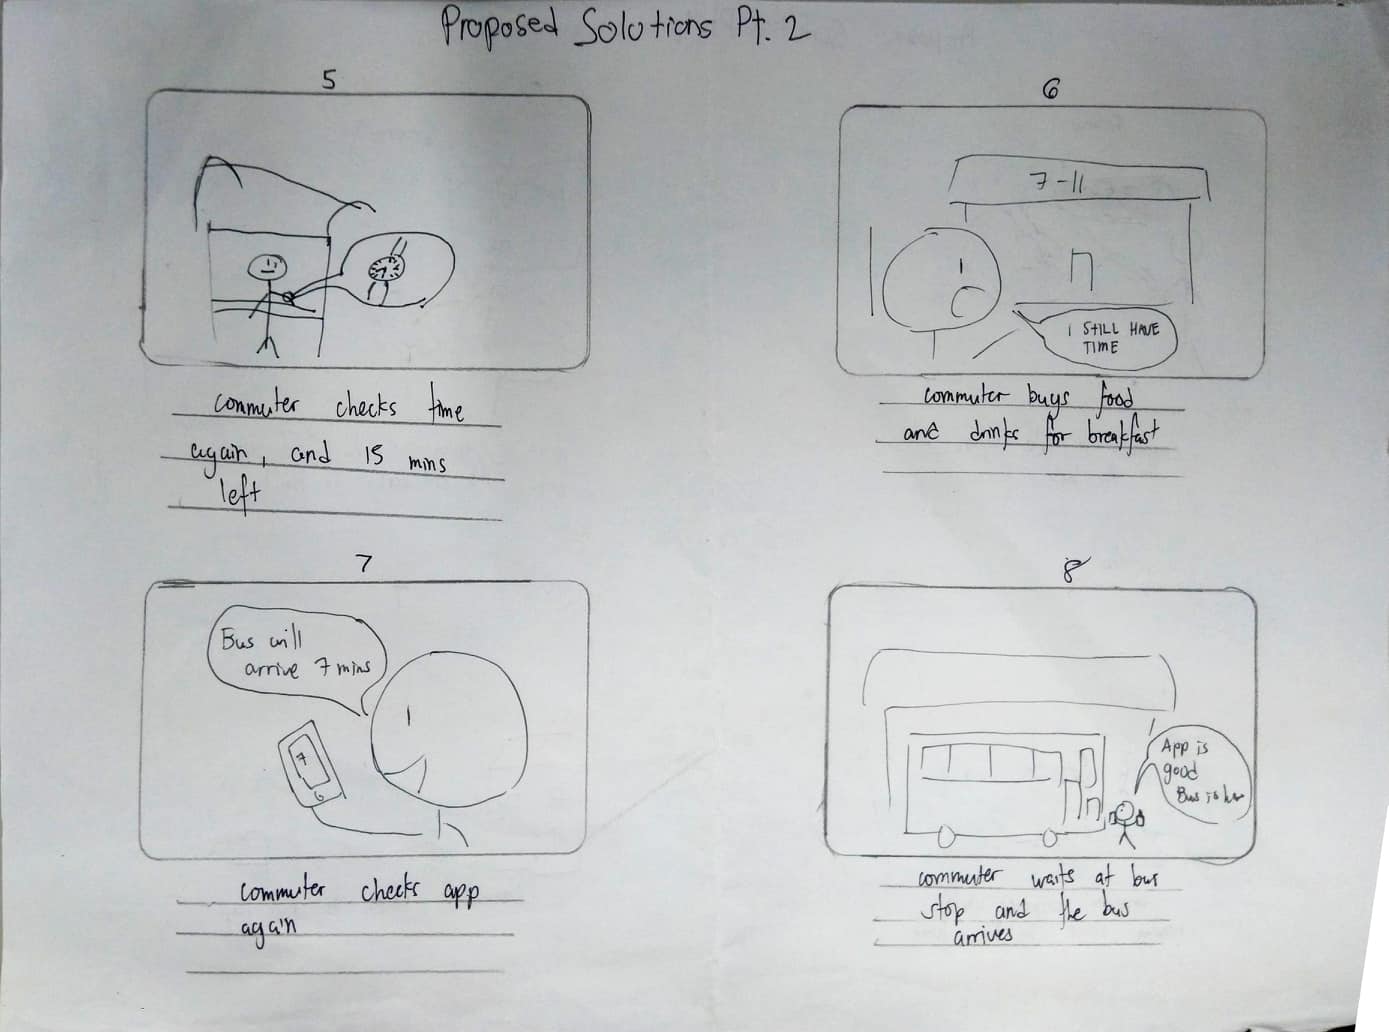 Proposed Solutions Pt. 2
5
commuter checks time
again, and 15 mins
left
6
7-11
I STILL HAVE
TIME
commuter buys food
and drinks for breakfast
7
Bus will
arrive 7 mins
7
commuter checks app
again
8
App is
good
Bus is
commuter waits at bus
stop and the bus
arrives